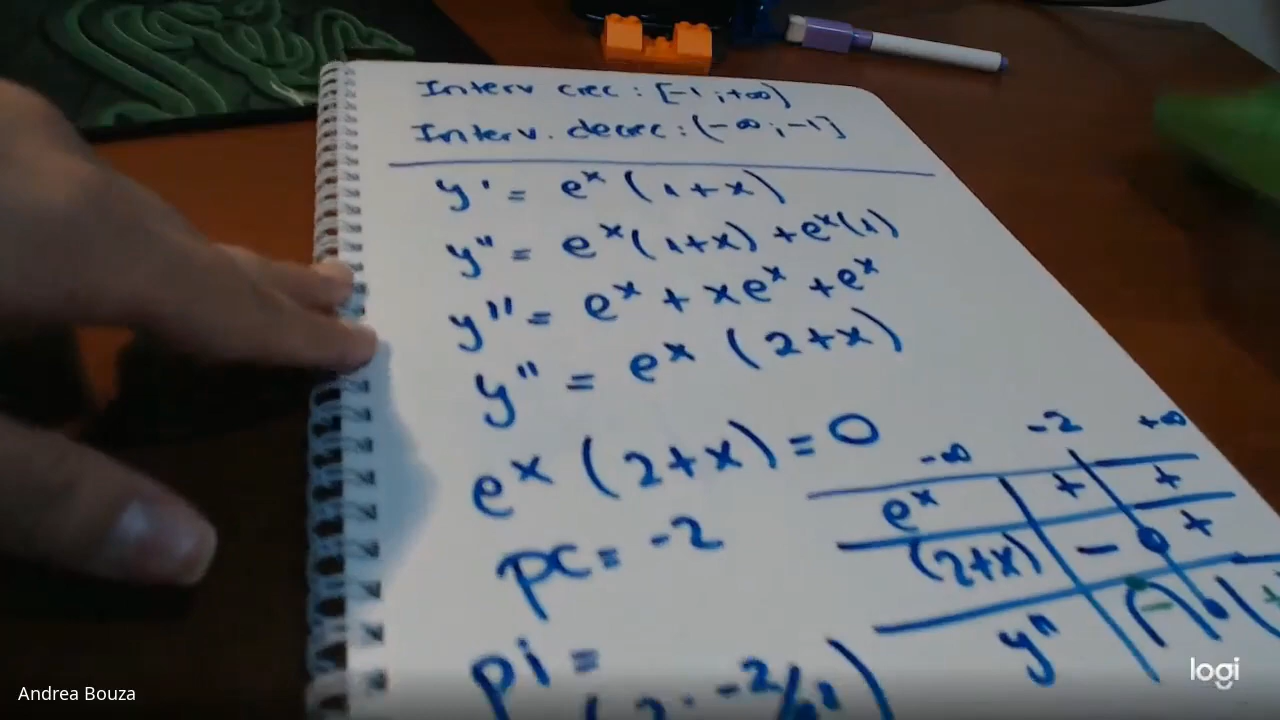 Interv crec : [-1 ; +∞)
Interv. decrec : (-∞ ; -1]
y' = eˣ (1+x)
y'' = eˣ (1+x) + eˣ(1)
y'' = eˣ + xeˣ + eˣ
y'' = eˣ (2+x)
eˣ (2+x) = 0
pc = -2
-∞ -2 +∞
eˣ + +
(2+x) - 0 +
y'' - +
pi =
logi
Andrea Bouza